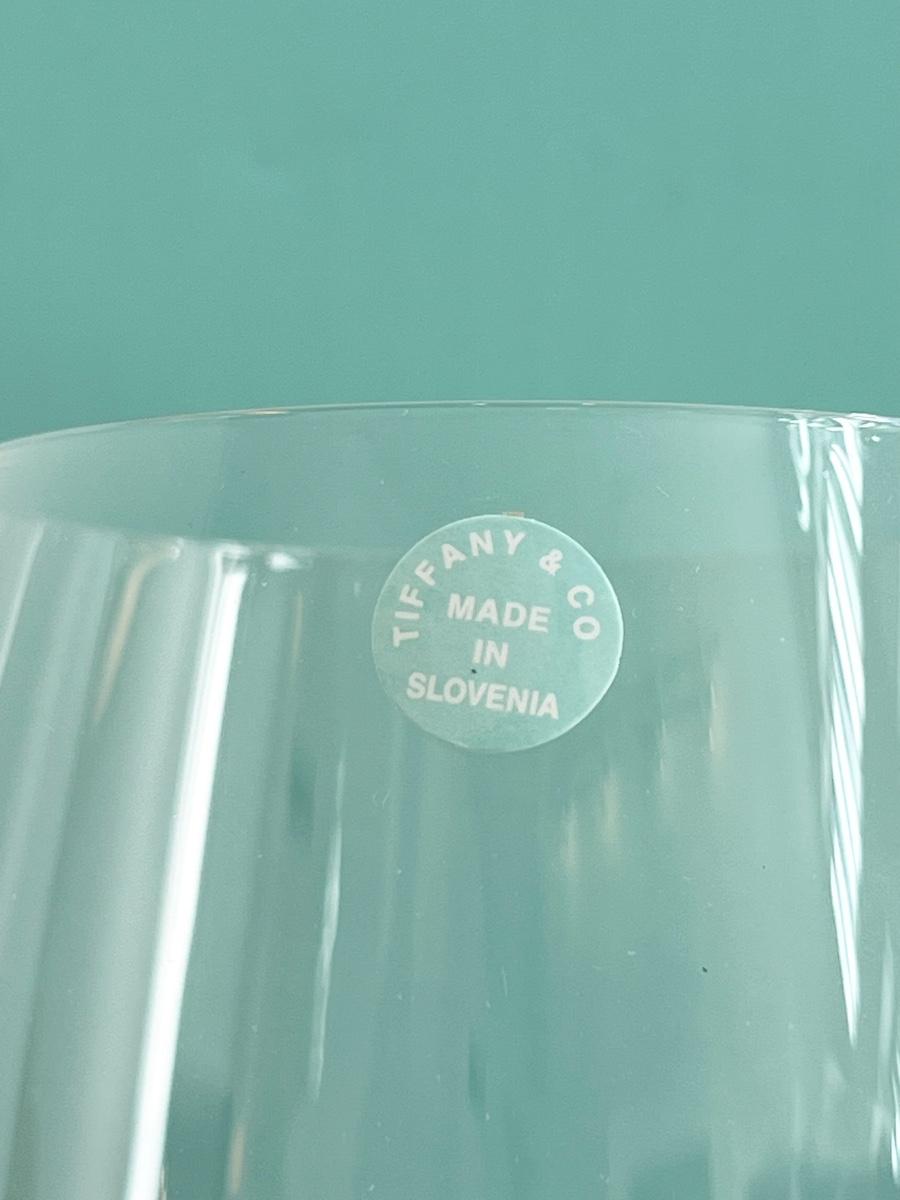 TIFFANY & CO
MADE
IN
SLOVENIA